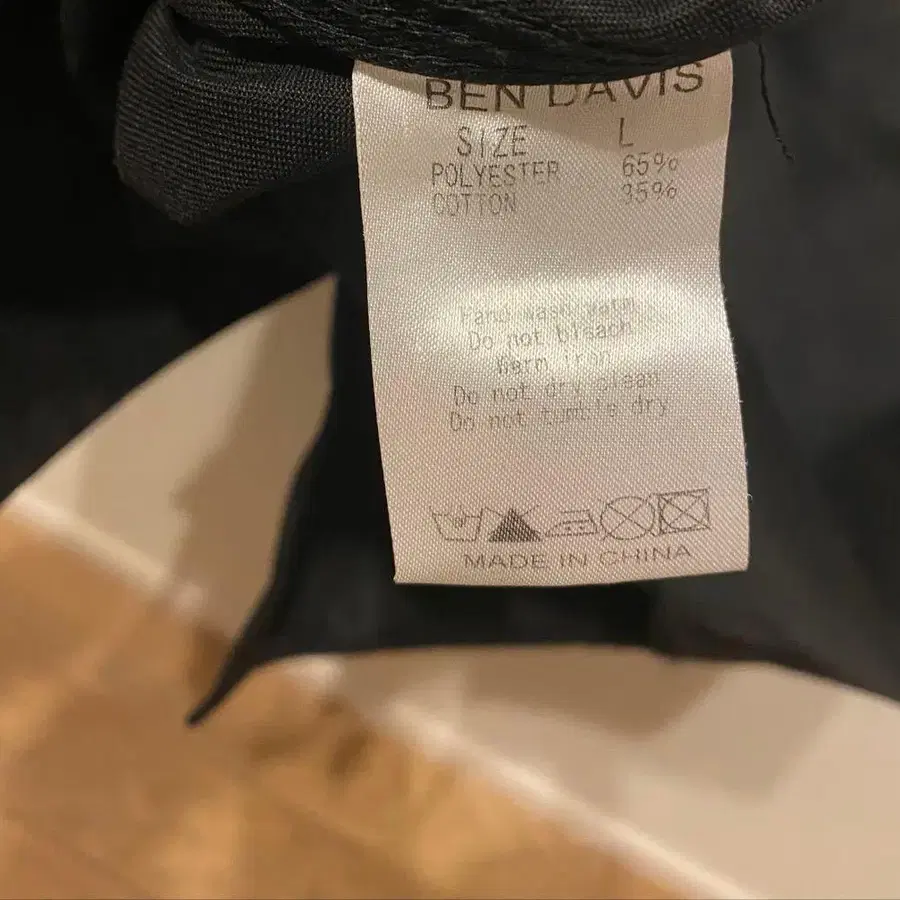 BEN DAVIS
SIZE L
POLYESTER 65%
COTTON 35%
Hand wash warm
Do not bleach
Warm iron
Do not dry clean
Do not tumble dry
MADE IN CHINA